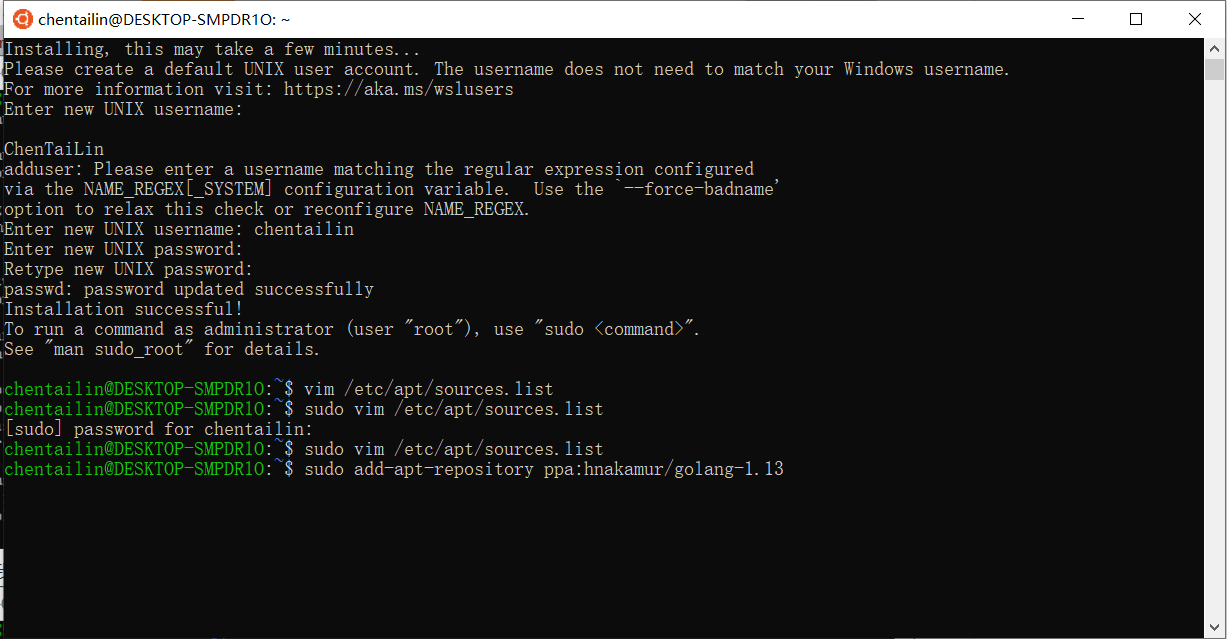 chentailin@DESKTOP-SMPDR1O: ~
Installing, this may take a few minutes...
Please create a default UNIX user account. The username does not need to match your Windows username.
For more information visit: https://aka.ms/wslusers
Enter new UNIX username:
ChenTaiLin
adduser: Please enter a username matching the regular expression configured
via the NAME_REGEX[_SYSTEM] configuration variable.  Use the `--force-badname'
option to relax this check or reconfigure NAME_REGEX.
Enter new UNIX username: chentailin
Enter new UNIX password:
Retype new UNIX password:
passwd: password updated successfully
Installation successful!
To run a command as administrator (user "root"), use "sudo <command>".
See "man sudo_root" for details.
chentailin@DESKTOP-SMPDR1O:~$ vim /etc/apt/sources.list
chentailin@DESKTOP-SMPDR1O:~$ sudo vim /etc/apt/sources.list
[sudo] password for chentailin:
chentailin@DESKTOP-SMPDR1O:~$ sudo vim /etc/apt/sources.list
chentailin@DESKTOP-SMPDR1O:~$ sudo add-apt-repository ppa:hnakamur/golang-1.13